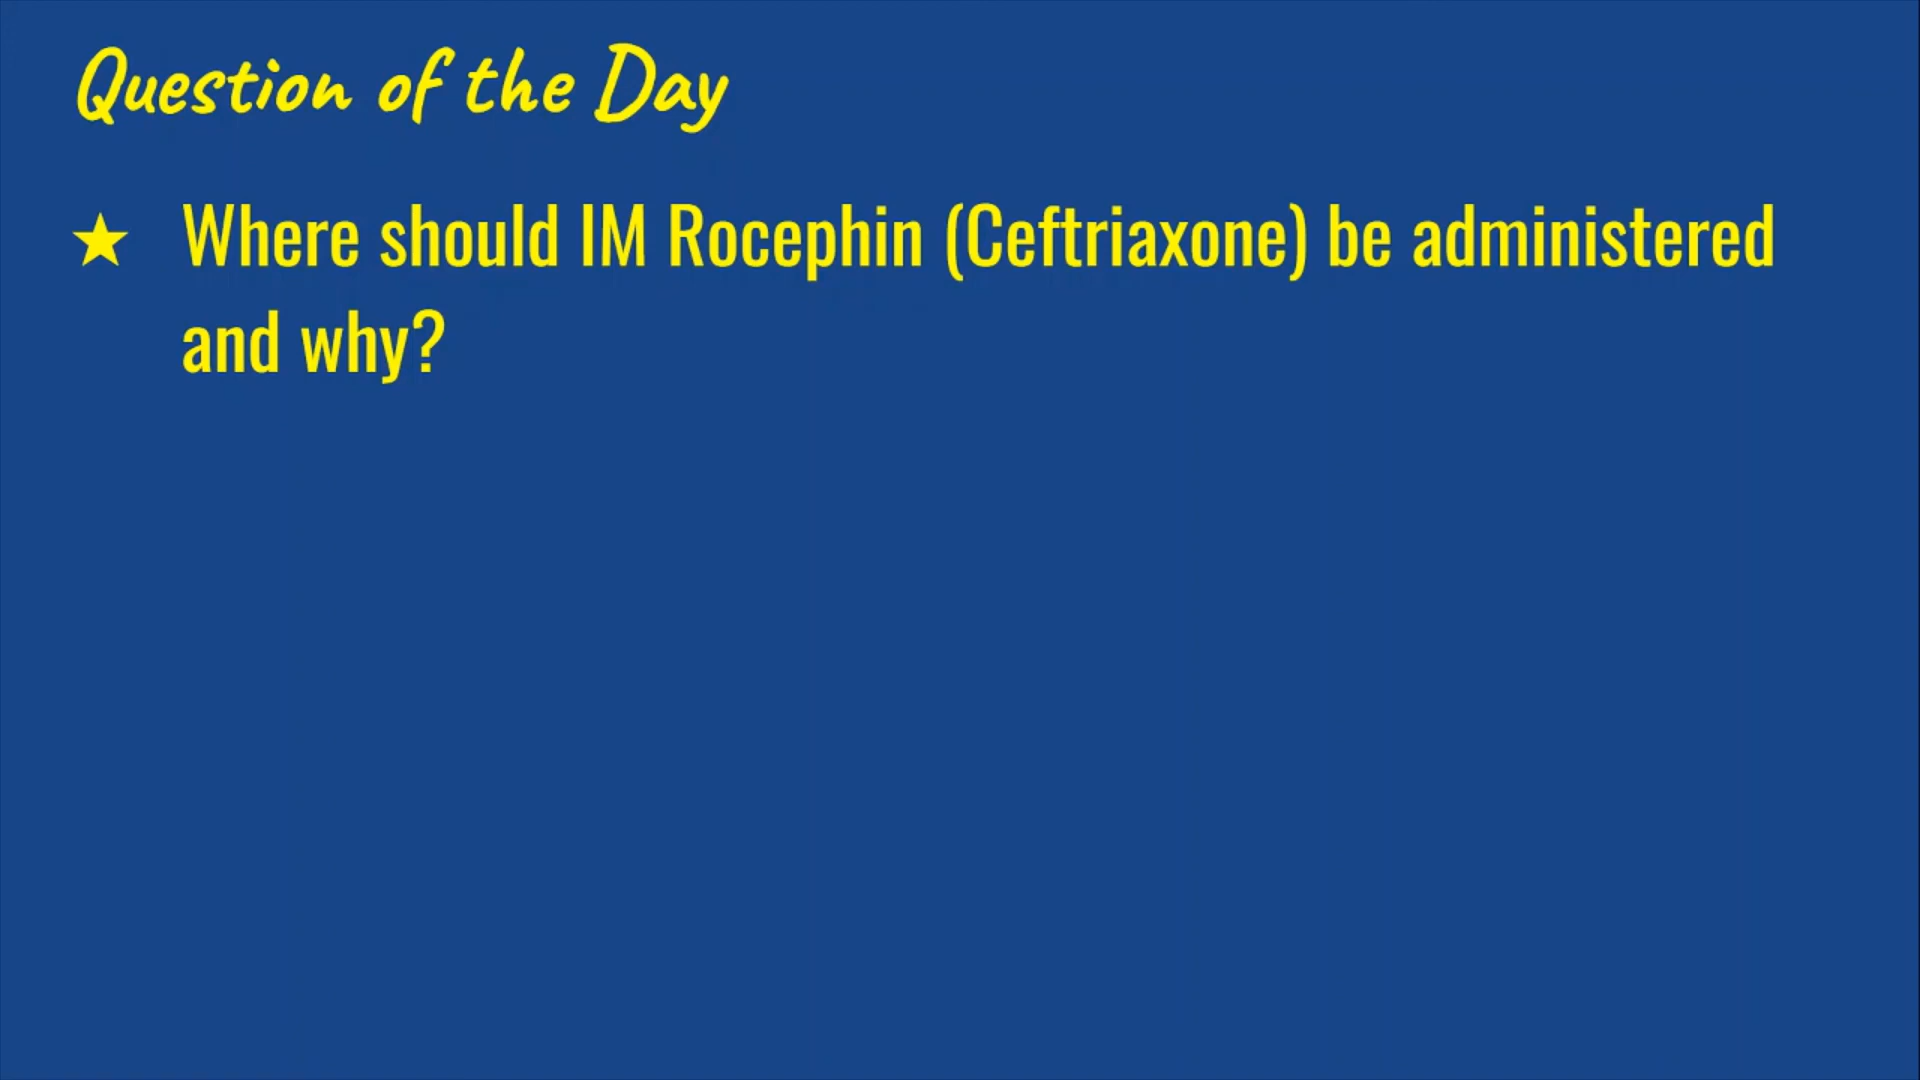 Question of the Day
★ Where should IM Rocephin (Ceftriaxone) be administered
and why?